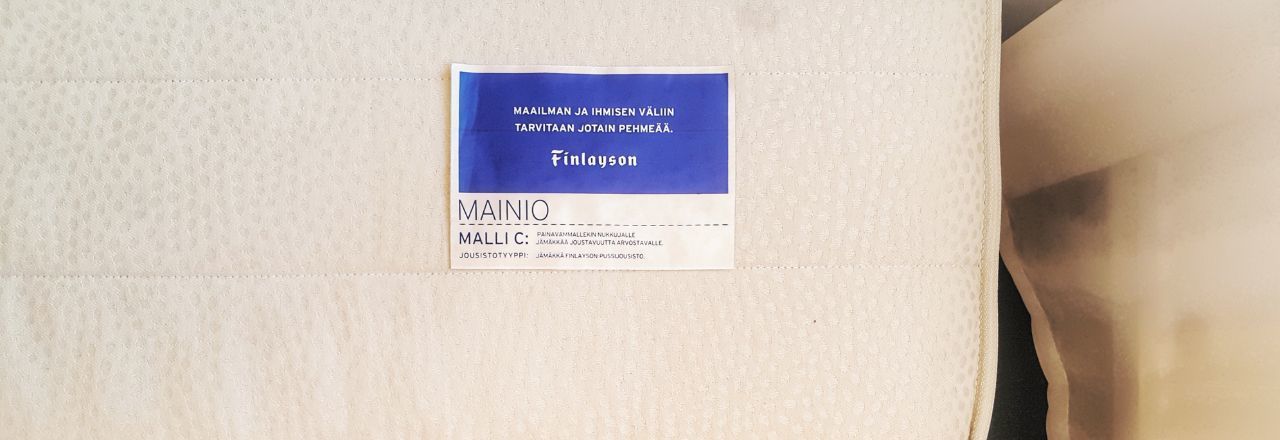 MAAILMAN JA IHMISEN VÄLIIN
TARVITAAN JOTAIN PEHMEÄÄ.
Finlayson
MAINIO
MALLI C: PAINAVAMMALLEKIN NUKKUJALLE
JÄMÄKKÄÄ JOUSTAVUUTTA ARVOSTAVALLE.
JOUSISTOTYYPPI: JÄMÄKKÄ FINLAYSON-PUSSIJOUSISTO.